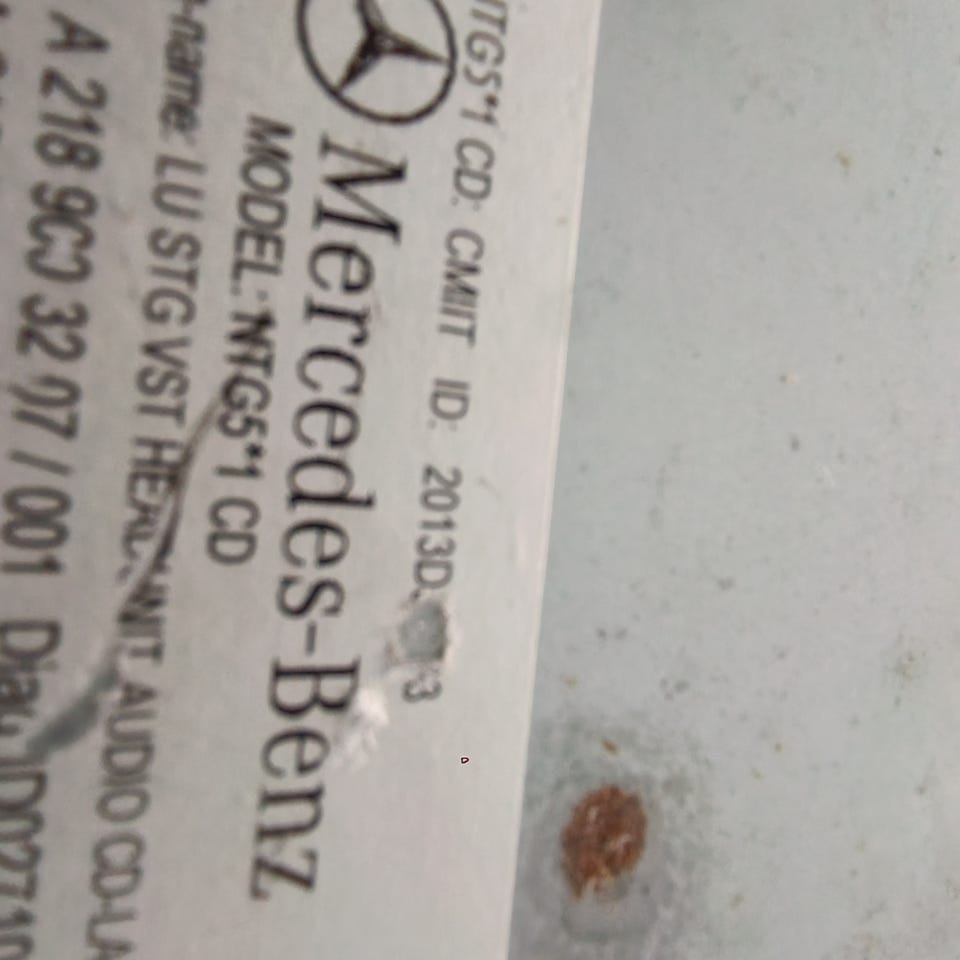 NTG5*1 CD: CMIIT ID: 2013D
Mercedes-Benz
MODEL: NTG5*1 CD
name: LU STG VST HEAD UNIT AUDIO CD-LA
A 218 900 32 07 / 001